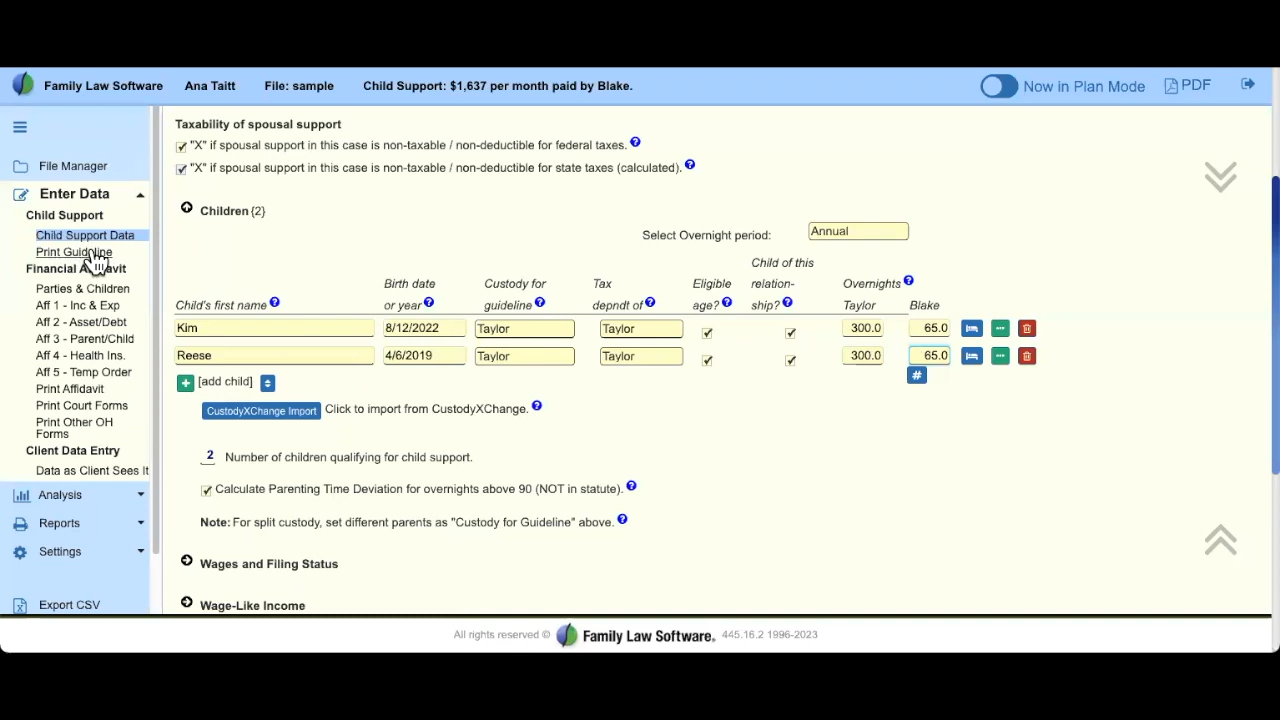 Family Law Software Ana Taitt File: sample Child Support: $1,637 per month paid by Blake. Now in Plan Mode PDF
File Manager
Enter Data
Child Support
Child Support Data
Print Guideline
Financial Affidavit
Parties & Children
Aff 1 - Inc & Exp
Aff 2 - Asset/Debt
Aff 3 - Parent/Child
Aff 4 - Health Ins.
Aff 5 - Temp Order
Print Affidavit
Print Court Forms
Print Other OH
Forms
Client Data Entry
Data as Client Sees It
Analysis
Reports
Settings
Export CSV
Taxability of spousal support
"X" if spousal support in this case is non-taxable / non-deductible for federal taxes. ?
"X" if spousal support in this case is non-taxable / non-deductible for state taxes (calculated). ?
Children {2}
Select Overnight period: Annual
Child of this
Birth date Custody for Tax Eligible relation- Overnights ?
Child's first name ? or year ? guideline ? depndt of ? age? ? ship? ? Taylor Blake
Kim 8/12/2022 Taylor Taylor 300.0 65.0
Reese 4/6/2019 Taylor Taylor 300.0 65.0
+ [add child] #
CustodyXChange Import Click to import from CustodyXChange. ?
2 Number of children qualifying for child support.
Calculate Parenting Time Deviation for overnights above 90 (NOT in statute). ?
Note: For split custody, set different parents as "Custody for Guideline" above. ?
Wages and Filing Status
Wage-Like Income
All rights reserved © Family Law Software. 445.16.2 1996-2023